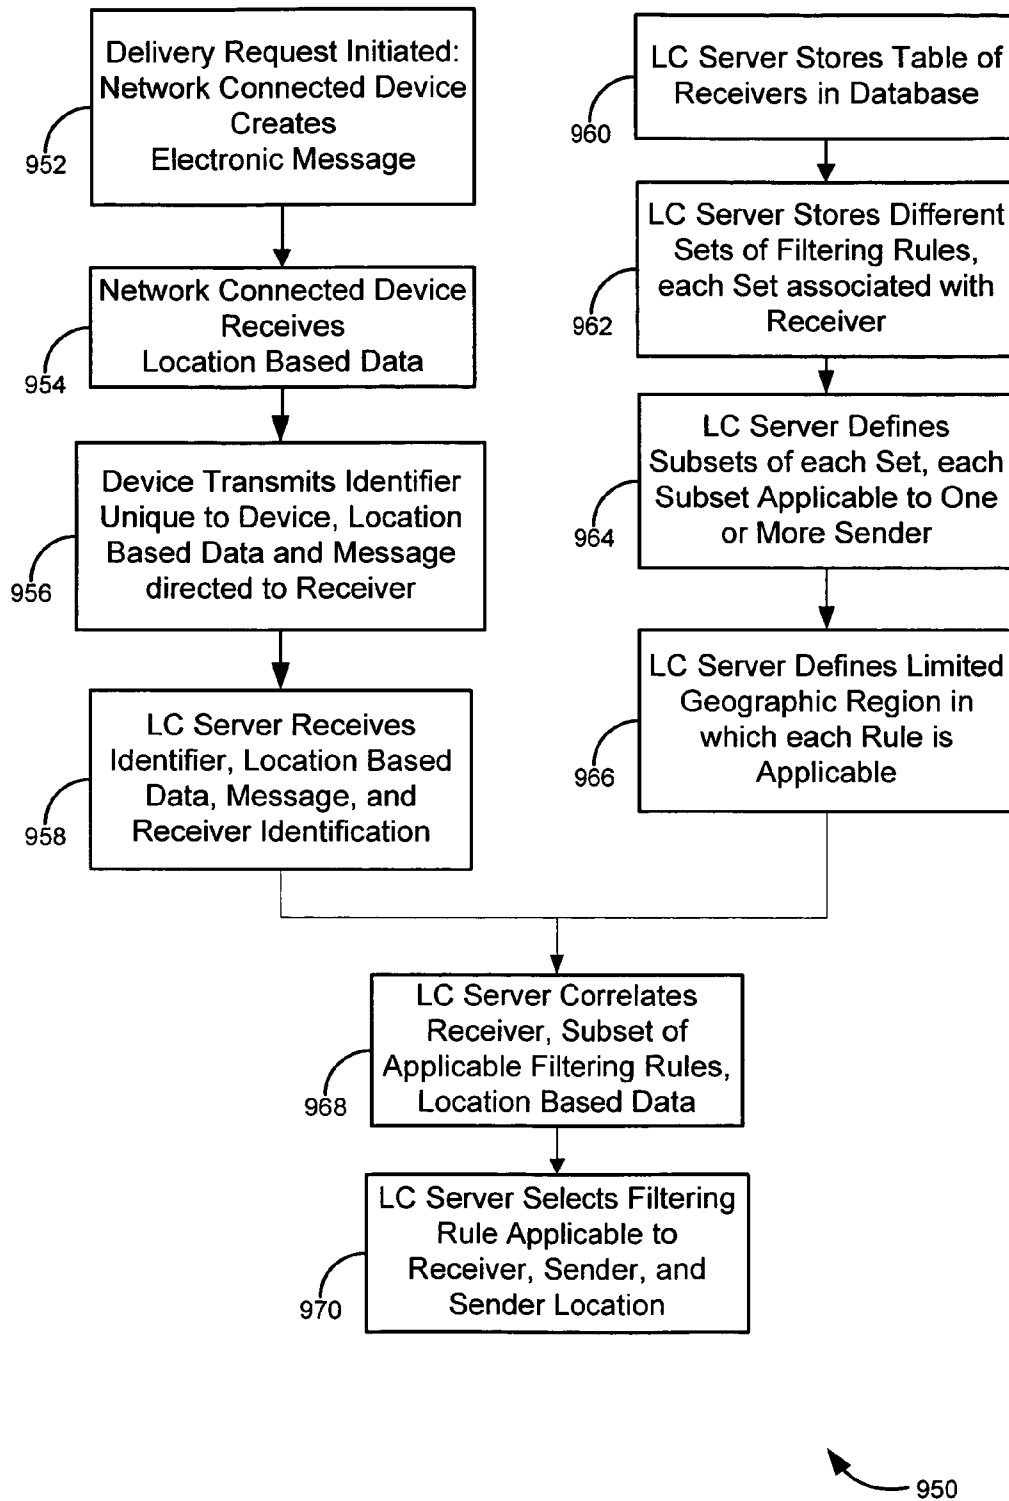 Delivery Request Initiated:
Network Connected Device
Creates
Electronic Message
952
Network Connected Device
Receives
Location Based Data
954
Device Transmits Identifier
Unique to Device, Location
Based Data and Message
directed to Receiver
956
LC Server Receives
Identifier, Location Based
Data, Message, and
Receiver Identification
958
LC Server Stores Table of
Receivers in Database
960
LC Server Stores Different
Sets of Filtering Rules,
each Set associated with
Receiver
962
LC Server Defines
Subsets of each Set, each
Subset Applicable to One
or More Sender
964
LC Server Defines Limited
Geographic Region in
which each Rule is
Applicable
966
LC Server Correlates
Receiver, Subset of
Applicable Filtering Rules,
Location Based Data
968
LC Server Selects Filtering
Rule Applicable to
Receiver, Sender, and
Sender Location
970
950